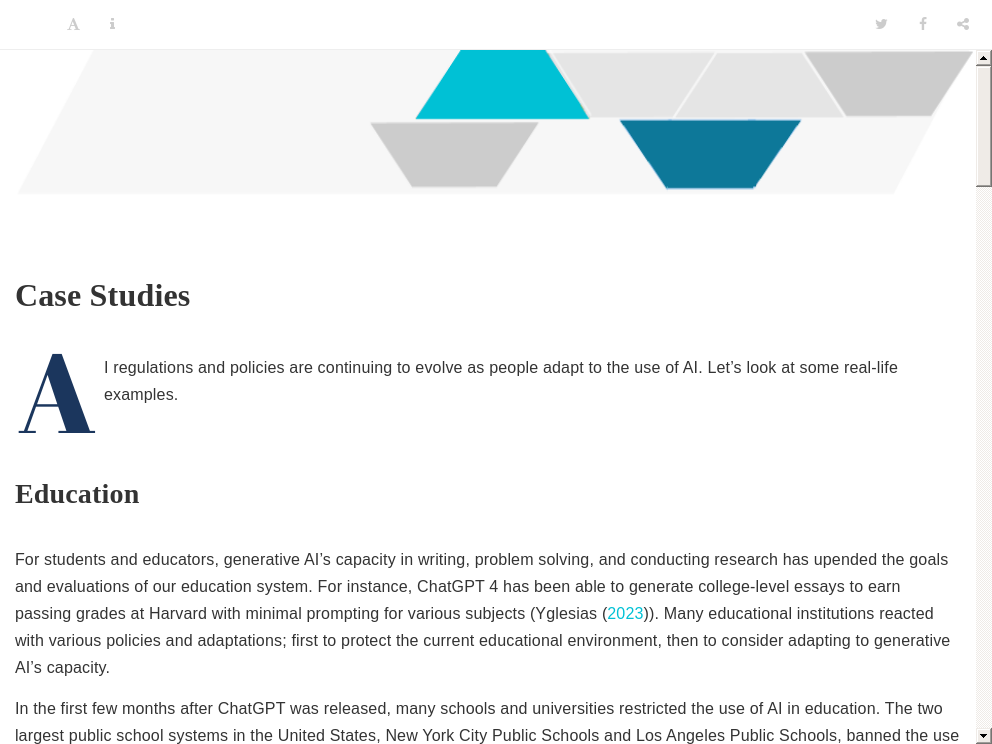 Case Studies
AI regulations and policies are continuing to evolve as people adapt to the use of AI. Let’s look at some real-life
examples.
Education
For students and educators, generative AI’s capacity in writing, problem solving, and conducting research has upended the goals
and evaluations of our education system. For instance, ChatGPT 4 has been able to generate college-level essays to earn
passing grades at Harvard with minimal prompting for various subjects (Yglesias (2023)). Many educational institutions reacted
with various policies and adaptations; first to protect the current educational environment, then to consider adapting to generative
AI’s capacity.
In the first few months after ChatGPT was released, many schools and universities restricted the use of AI in education. The two
largest public school systems in the United States, New York City Public Schools and Los Angeles Public Schools, banned the use